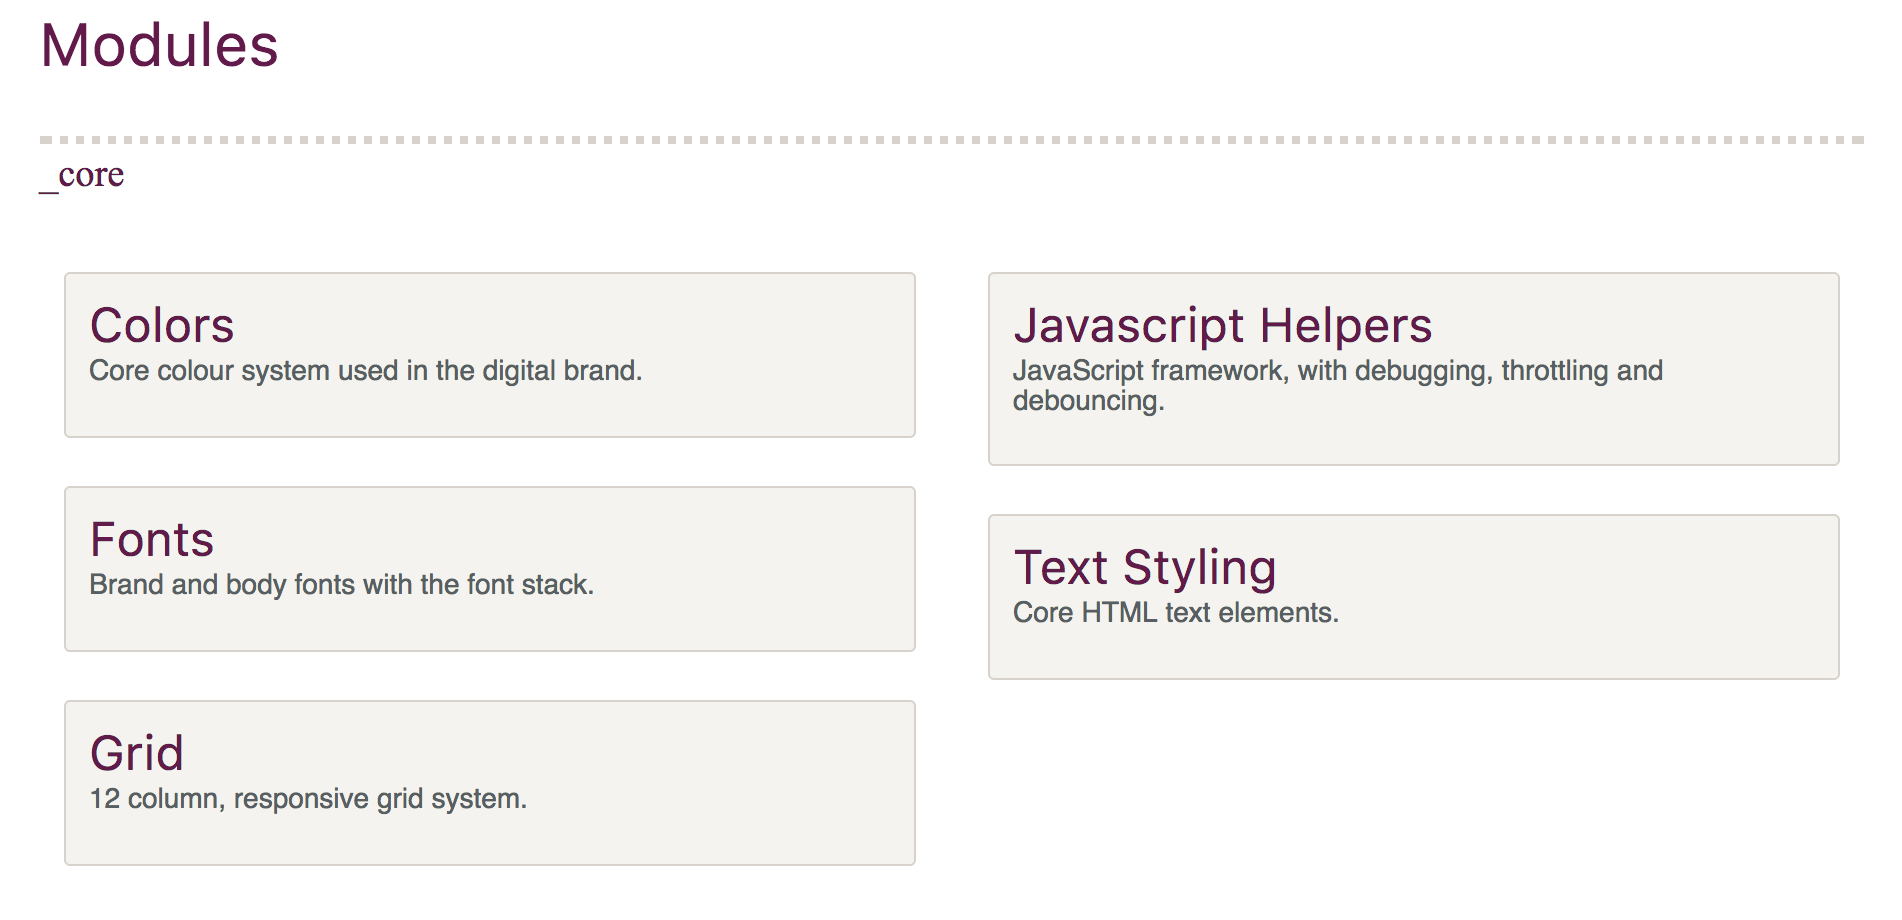 Modules
_core
Colors
Core colour system used in the digital brand.
Fonts
Brand and body fonts with the font stack.
Grid
12 column, responsive grid system.
Javascript Helpers
JavaScript framework, with debugging, throttling and
debouncing.
Text Styling
Core HTML text elements.